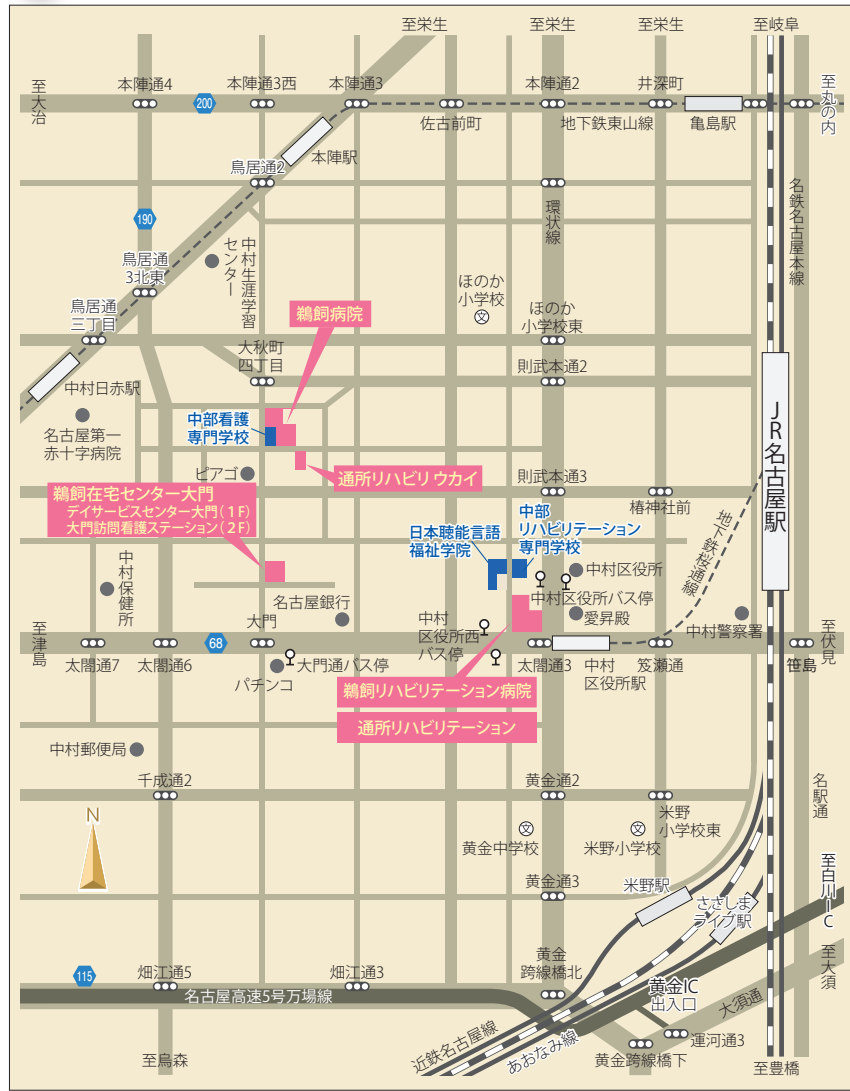 至栄生
至栄生
至栄生
至岐阜
至大治
本陣通4
200
本陣通3西
本陣通3
本陣通2
井深町
至丸の内
佐古前町
地下鉄東山線
亀島駅
本陣駅
鳥居通2
190
環状線
名鉄名古屋本線
中村生涯学習
センター
鳥居通
3北東
ほのか
小学校
文
鳥居通
三丁目
鵜飼病院
ほのか
小学校東
大秋町
四丁目
則武本通2
中村日赤駅
JR名古屋駅
中部看護
専門学校
名古屋第一
赤十字病院
ピアゴ
通所リハビリ ウカイ
則武本通3
鵜飼在宅センター大門
デイサービスセンター大門(1F)
大門訪問看護ステーション(2F)
椿神社前
地下鉄桜通線
日本聴能言語
福祉学院
中部
リハビリテーション
専門学校
中村保健所
中村区役所
名古屋銀行
中村区役所バス停
愛昇殿
中村
区役所西
バス停
中村警察署
至津島
68
大門
至伏見
太閤通7
太閤通6
パチンコ
大門通バス停
太閤通3
中村
区役所駅
笈瀬通
笹島
鵜飼リハビリテーション病院
通所リハビリテーション
中村郵便局
千成通2
黄金通2
名駅通
N
米野
小学校東
文
文
黄金中学校
米野小学校
至白川IC
黄金通3
米野駅
ささしま
ライブ駅
115
畑江通5
畑江通3
黄金
跨線橋北
黄金IC
出入口
至大須
名古屋高速5号万場線
大須通
近鉄名古屋線
あおなみ線
運河通3
至烏森
黄金跨線橋下
至豊橋